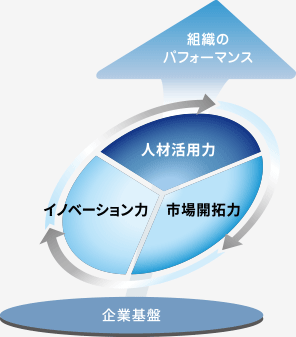 組織の
パフォーマンス
人材活用力
イノベーション力
市場開拓力
企業基盤